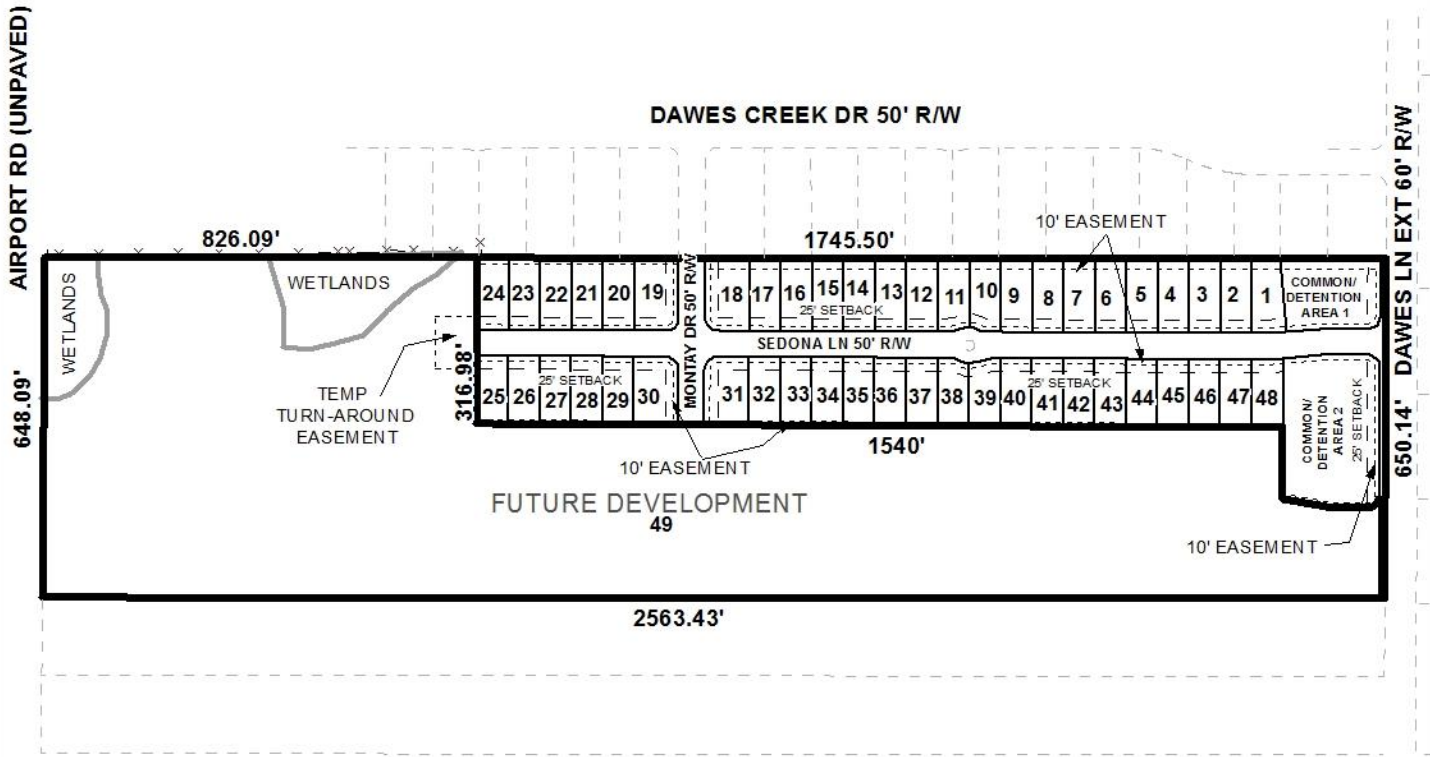 AIRPORT RD (UNPAVED)
DAWES CREEK DR 50' R/W
DAWES LN EXT 60' R/W
826.09'
1745.50'
10' EASEMENT
WETLANDS
WETLANDS
24 23 22 21 20 19
MONTAY DR 50' R/W
18 17 16 15 14 13 12 11 10 9 8 7 6 5 4 3 2 1
25' SETBACK
COMMON/
DETENTION
AREA 1
SEDONA LN 50' R/W
TEMP
TURN-AROUND
EASEMENT
316.98'
25' SETBACK
25 26 27 28 29 30
31 32 33 34 35 36 37 38 39 40 41 42 43 44 45 46 47 48
25' SETBACK
COMMON/
DETENTION
AREA 2
25' SETBACK
648.09'
650.14'
1540'
10' EASEMENT
FUTURE DEVELOPMENT
49
10' EASEMENT
2563.43'